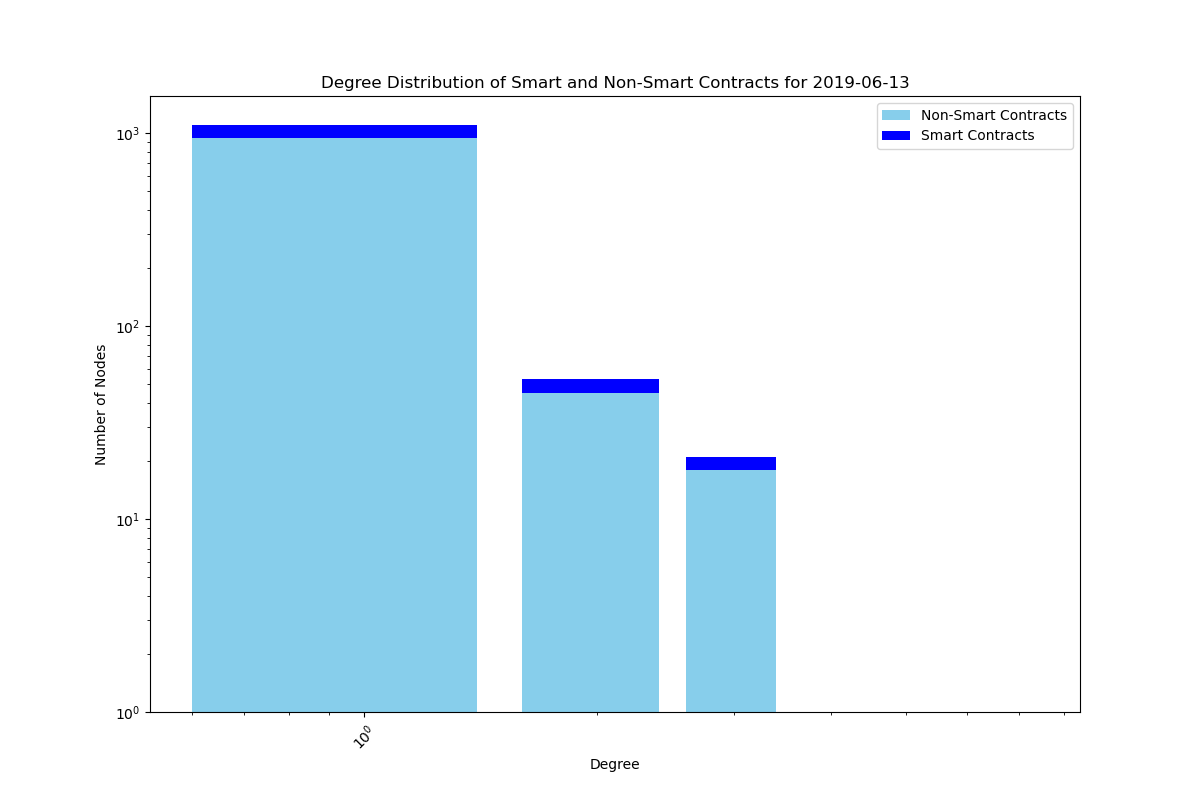 Degree Distribution of Smart and Non-Smart Contracts for 2019-06-13
Non-Smart Contracts
Smart Contracts
10³
10²
10¹
10⁰
Number of Nodes
10⁰
Degree